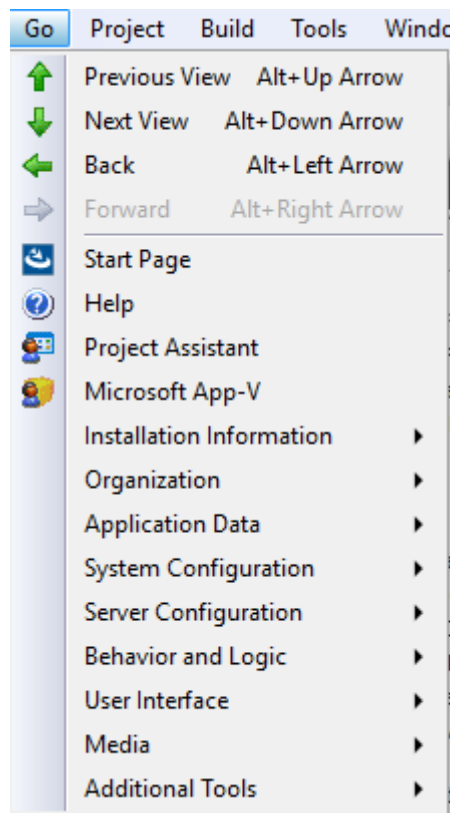 Go Project Build Tools Windo
Previous View Alt+Up Arrow
Next View Alt+Down Arrow
Back Alt+Left Arrow
Forward Alt+Right Arrow
Start Page
Help
Project Assistant
Microsoft App-V
Installation Information
Organization
Application Data
System Configuration
Server Configuration
Behavior and Logic
User Interface
Media
Additional Tools